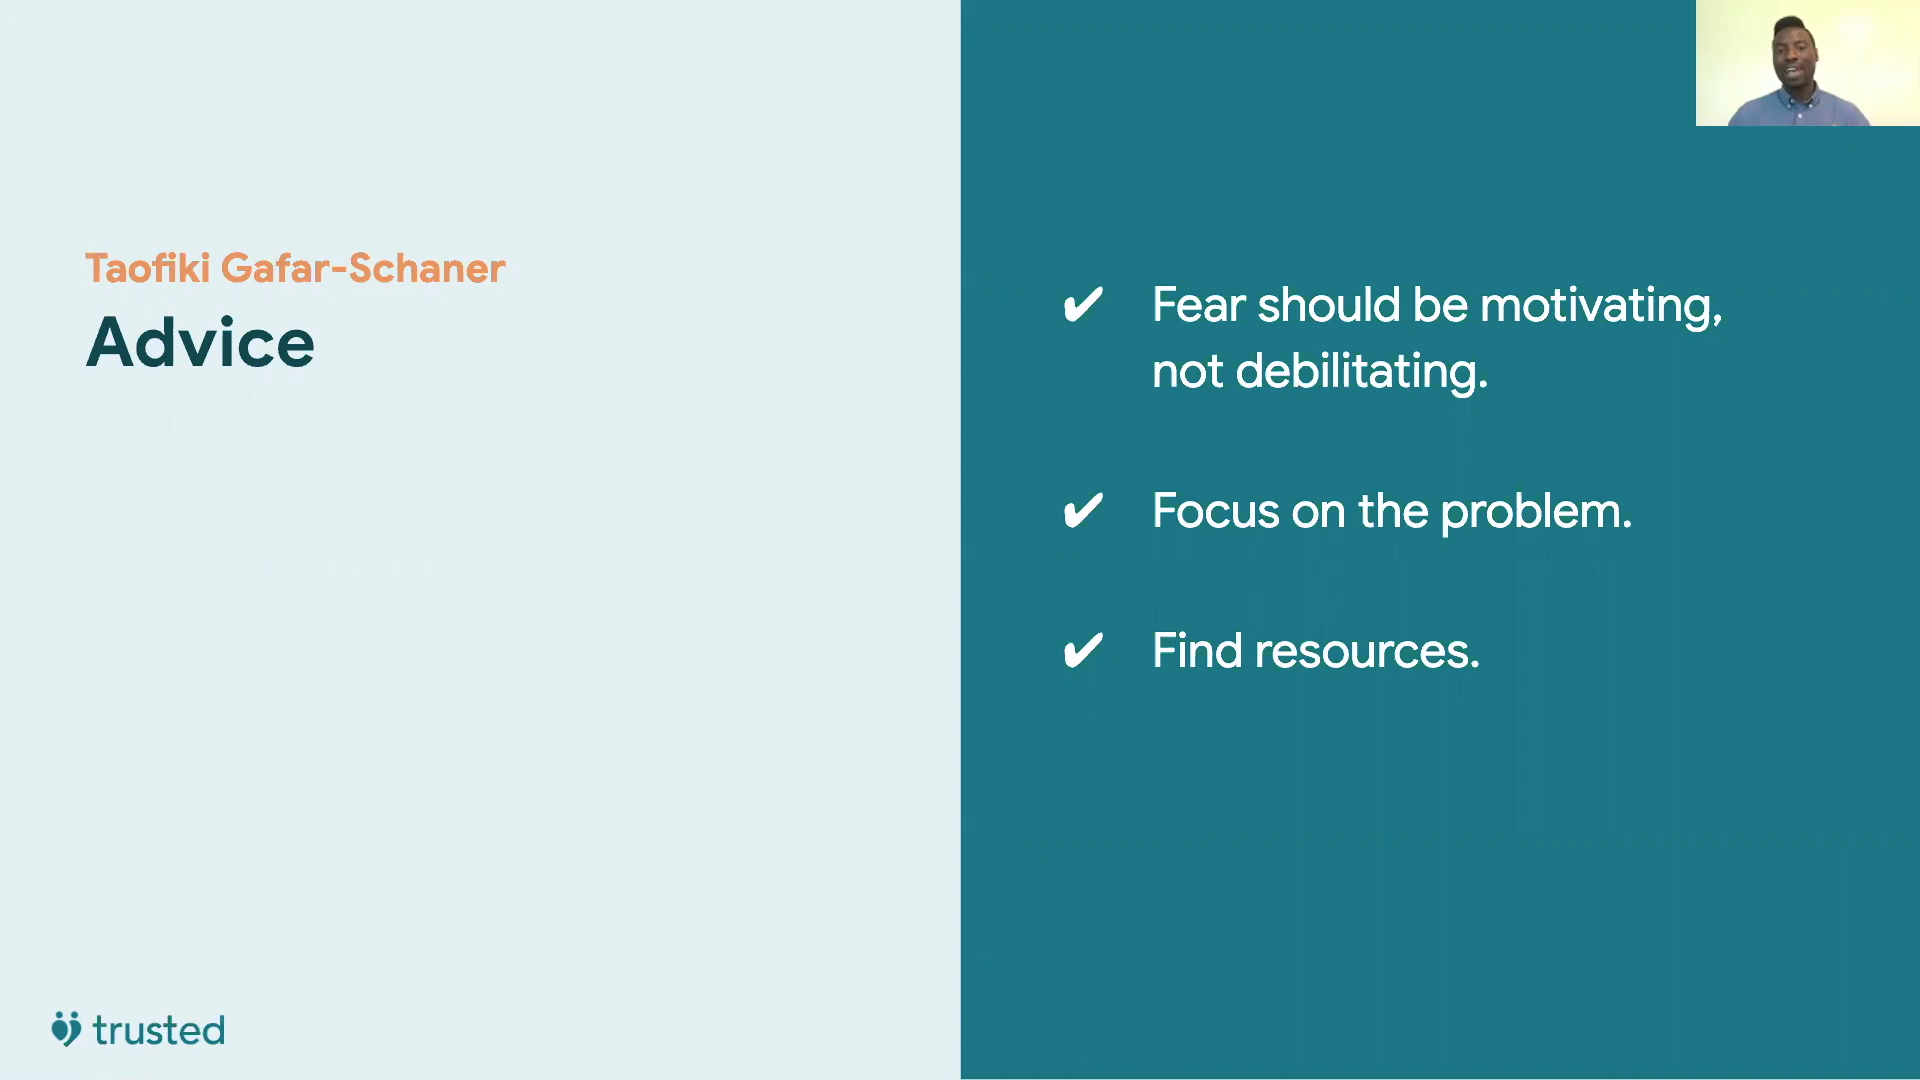 Taofiki Gafar-Schaner
Advice
✔ Fear should be motivating,
not debilitating.
✔ Focus on the problem.
✔ Find resources.
trusted